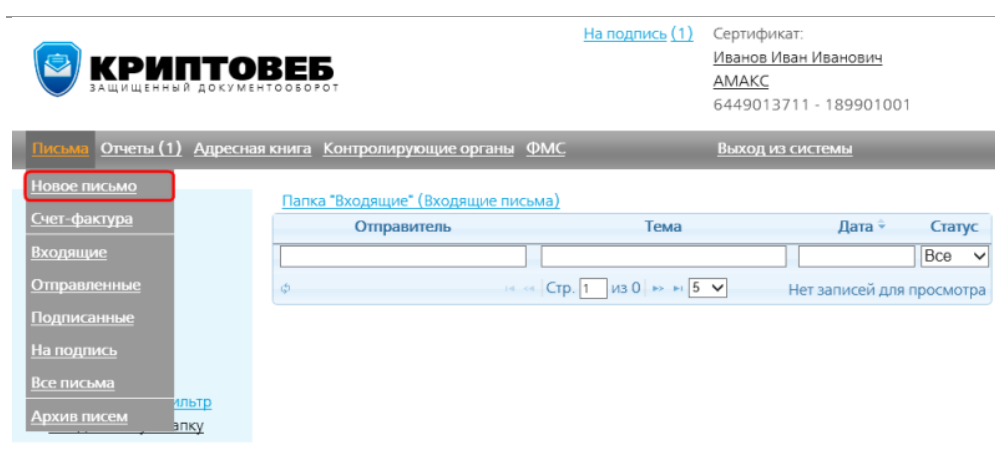 На подпись (1)
Сертификат:
Иванов Иван Иванович
АМАКС
6449013711 - 189901001
КРИПТОВЕБ
ЗАЩИЩЕННЫЙ ДОКУМЕНТООБОРОТ
Письма Отчеты (1) Адресная книга Контролирующие органы ФМС Выход из системы
Новое письмо
Счет-фактура
Входящие
Отправленные
Подписанные
На подпись
Все письма
Архив писем
Папка "Входящие" (Входящие письма)
Отправитель Тема Дата Статус
Все
Стр. 1 из 0 5 Нет записей для просмотра